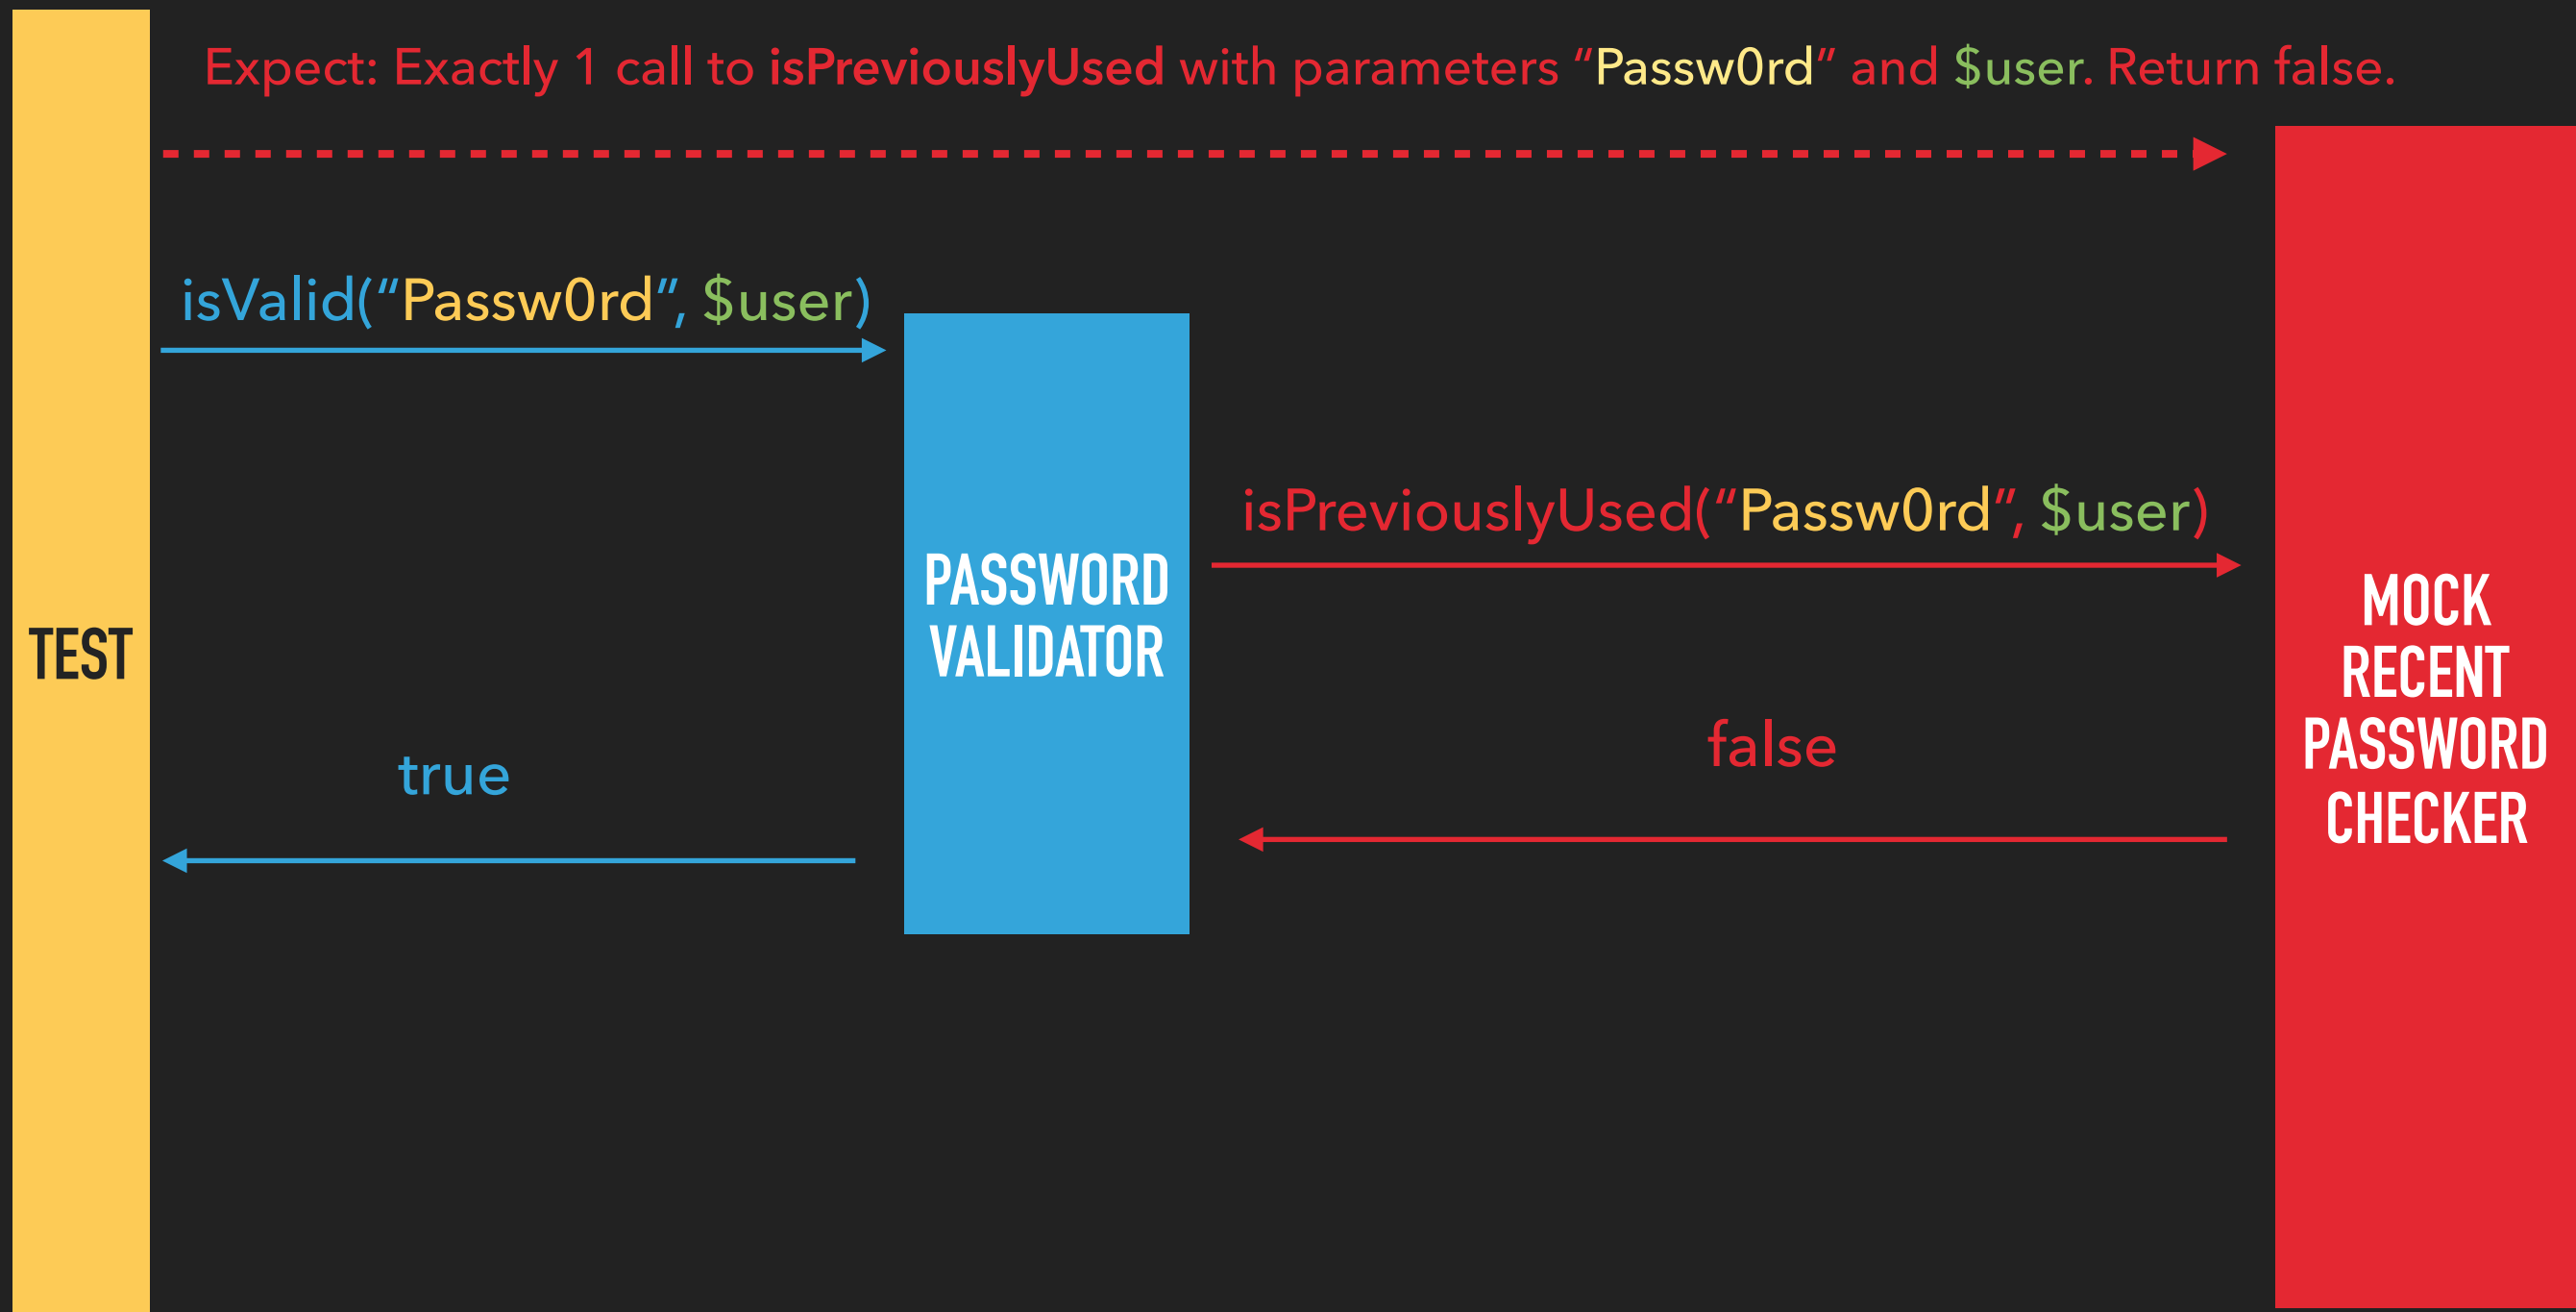 Expect: Exactly 1 call to isPreviouslyUsed with parameters “Passw0rd” and $user. Return false.
isValid(“Passw0rd”, $user)
isPreviouslyUsed(“Passw0rd”, $user)
TEST
PASSWORD
VALIDATOR
MOCK
RECENT
PASSWORD
CHECKER
false
true